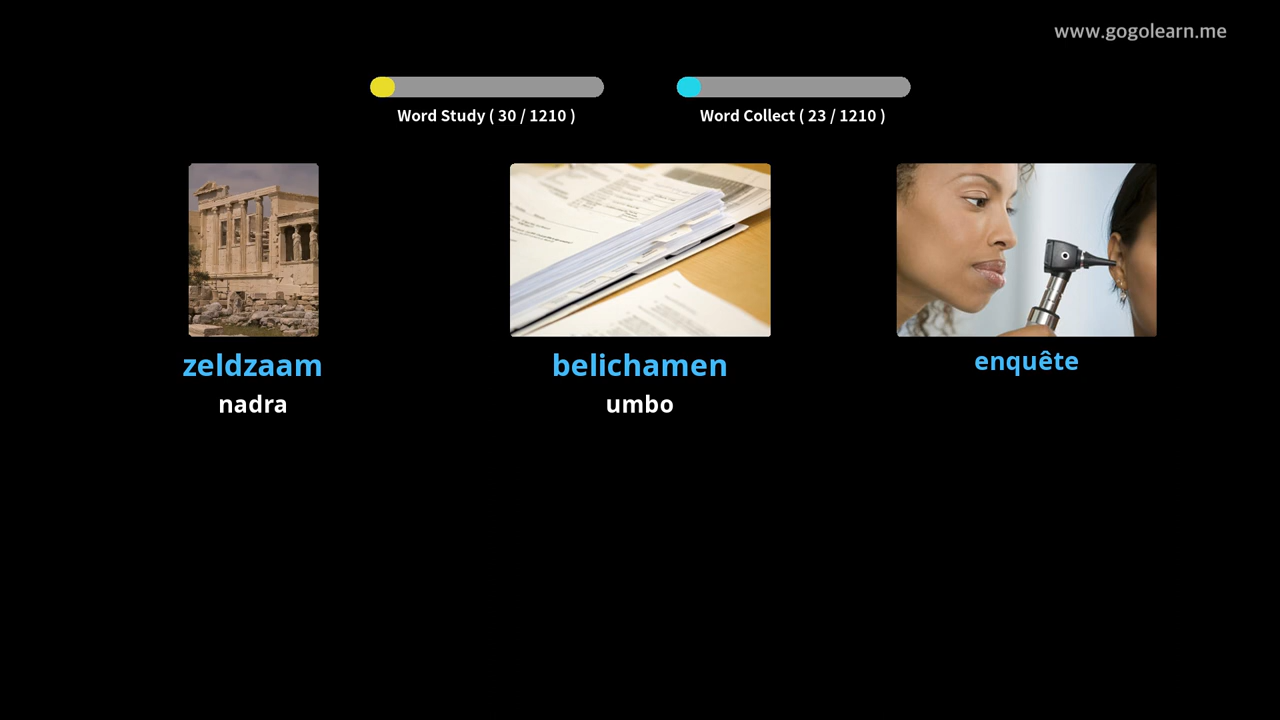 www.gogolearn.me
Word Study ( 30 / 1210 )
Word Collect ( 23 / 1210 )
zeldzaam
nadra
belichamen
umbo
enquête